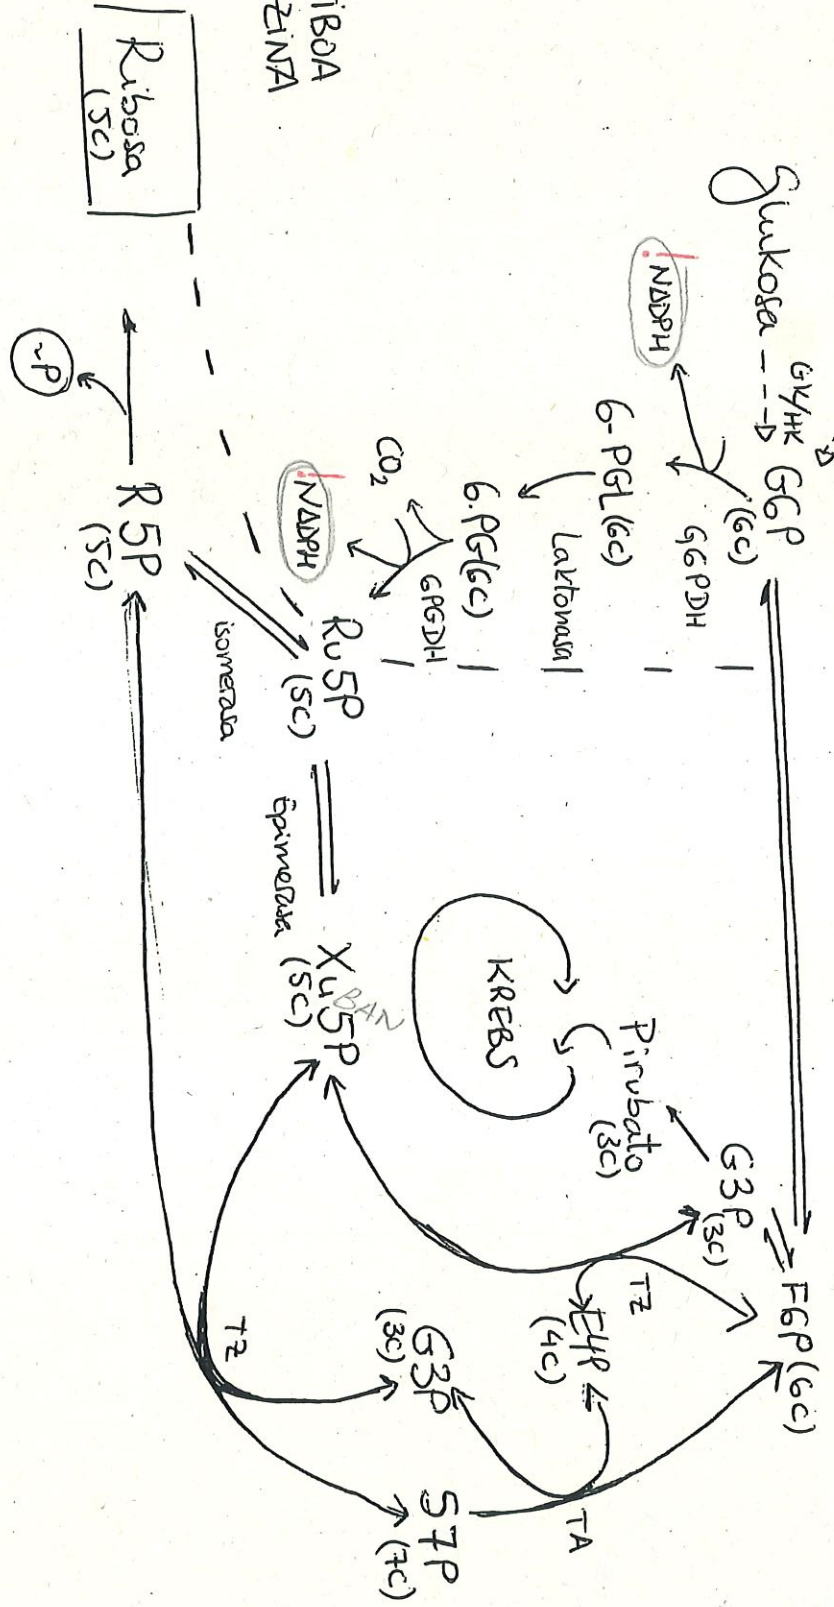 Glukosa
GK/HK
G6P
(6C)
F6P (6C)
! NADPH
G6PDH
6-PGL (6C)
Laktonasa
6.PG (6C)
CO₂
6PGDH
! NADPH
Ru5P
(5C)
Epimerasa
Xu5P
(5C)
BAN
isomerasa
R5P
(5C)
~P
Ribosa
(5C)
IBOA
ZINA
KREBS
Pirubato
(3C)
G3P
(3C)
TZ
E4P
(4C)
TA
G3P
(3C)
S7P
(7C)
TZ